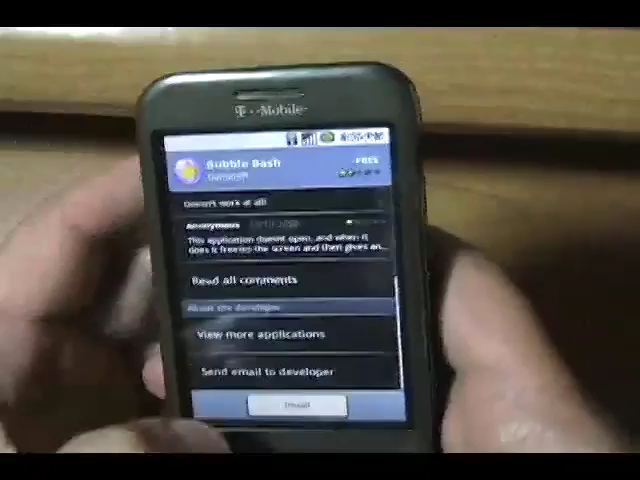 T··Mobile·
Bubble Bash
FREE
Doesn't work at all!
Anonymous
This application doesnt open, and when it
does it freezes the screen and then gives an...
Read all comments
About the developer
View more applications
Send email to developer
Install